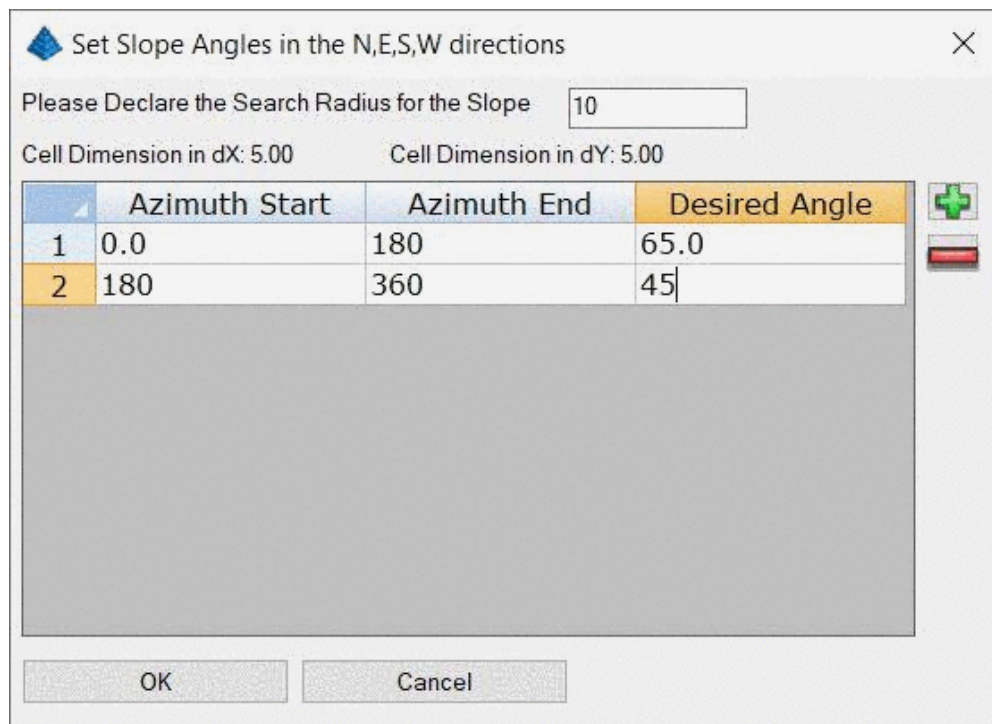 Set Slope Angles in the N,E,S,W directions
Please Declare the Search Radius for the Slope 10
Cell Dimension in dX: 5.00 Cell Dimension in dY: 5.00
Azimuth Start Azimuth End Desired Angle
1 0.0 180 65.0
2 180 360 45
OK Cancel